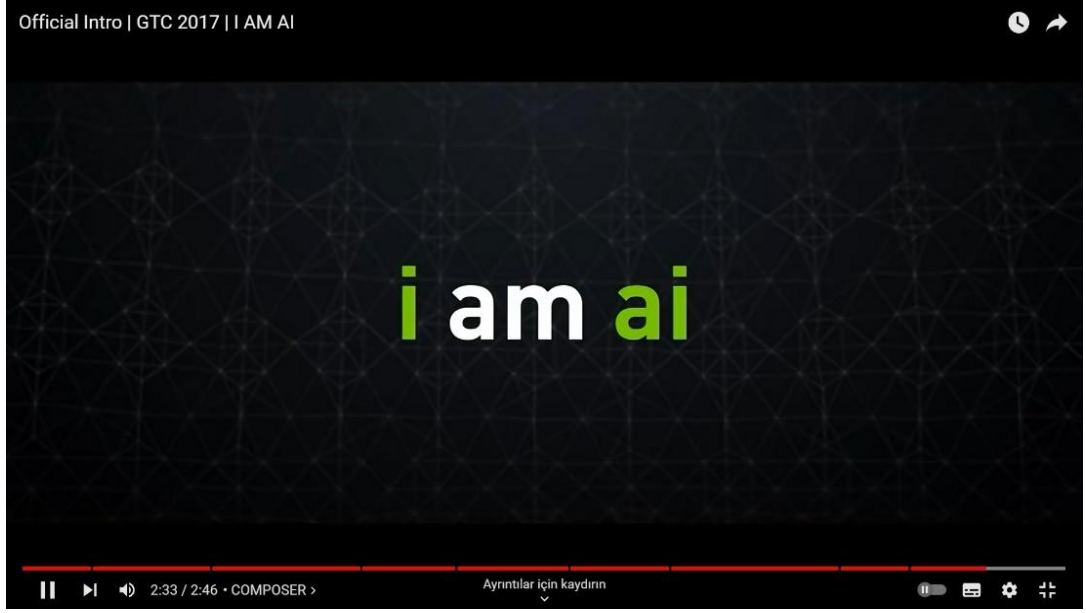 Official Intro | GTC 2017 | I AM AI
i am ai
2:33 / 2:46 • COMPOSER >
Ayrıntılar için kaydırın